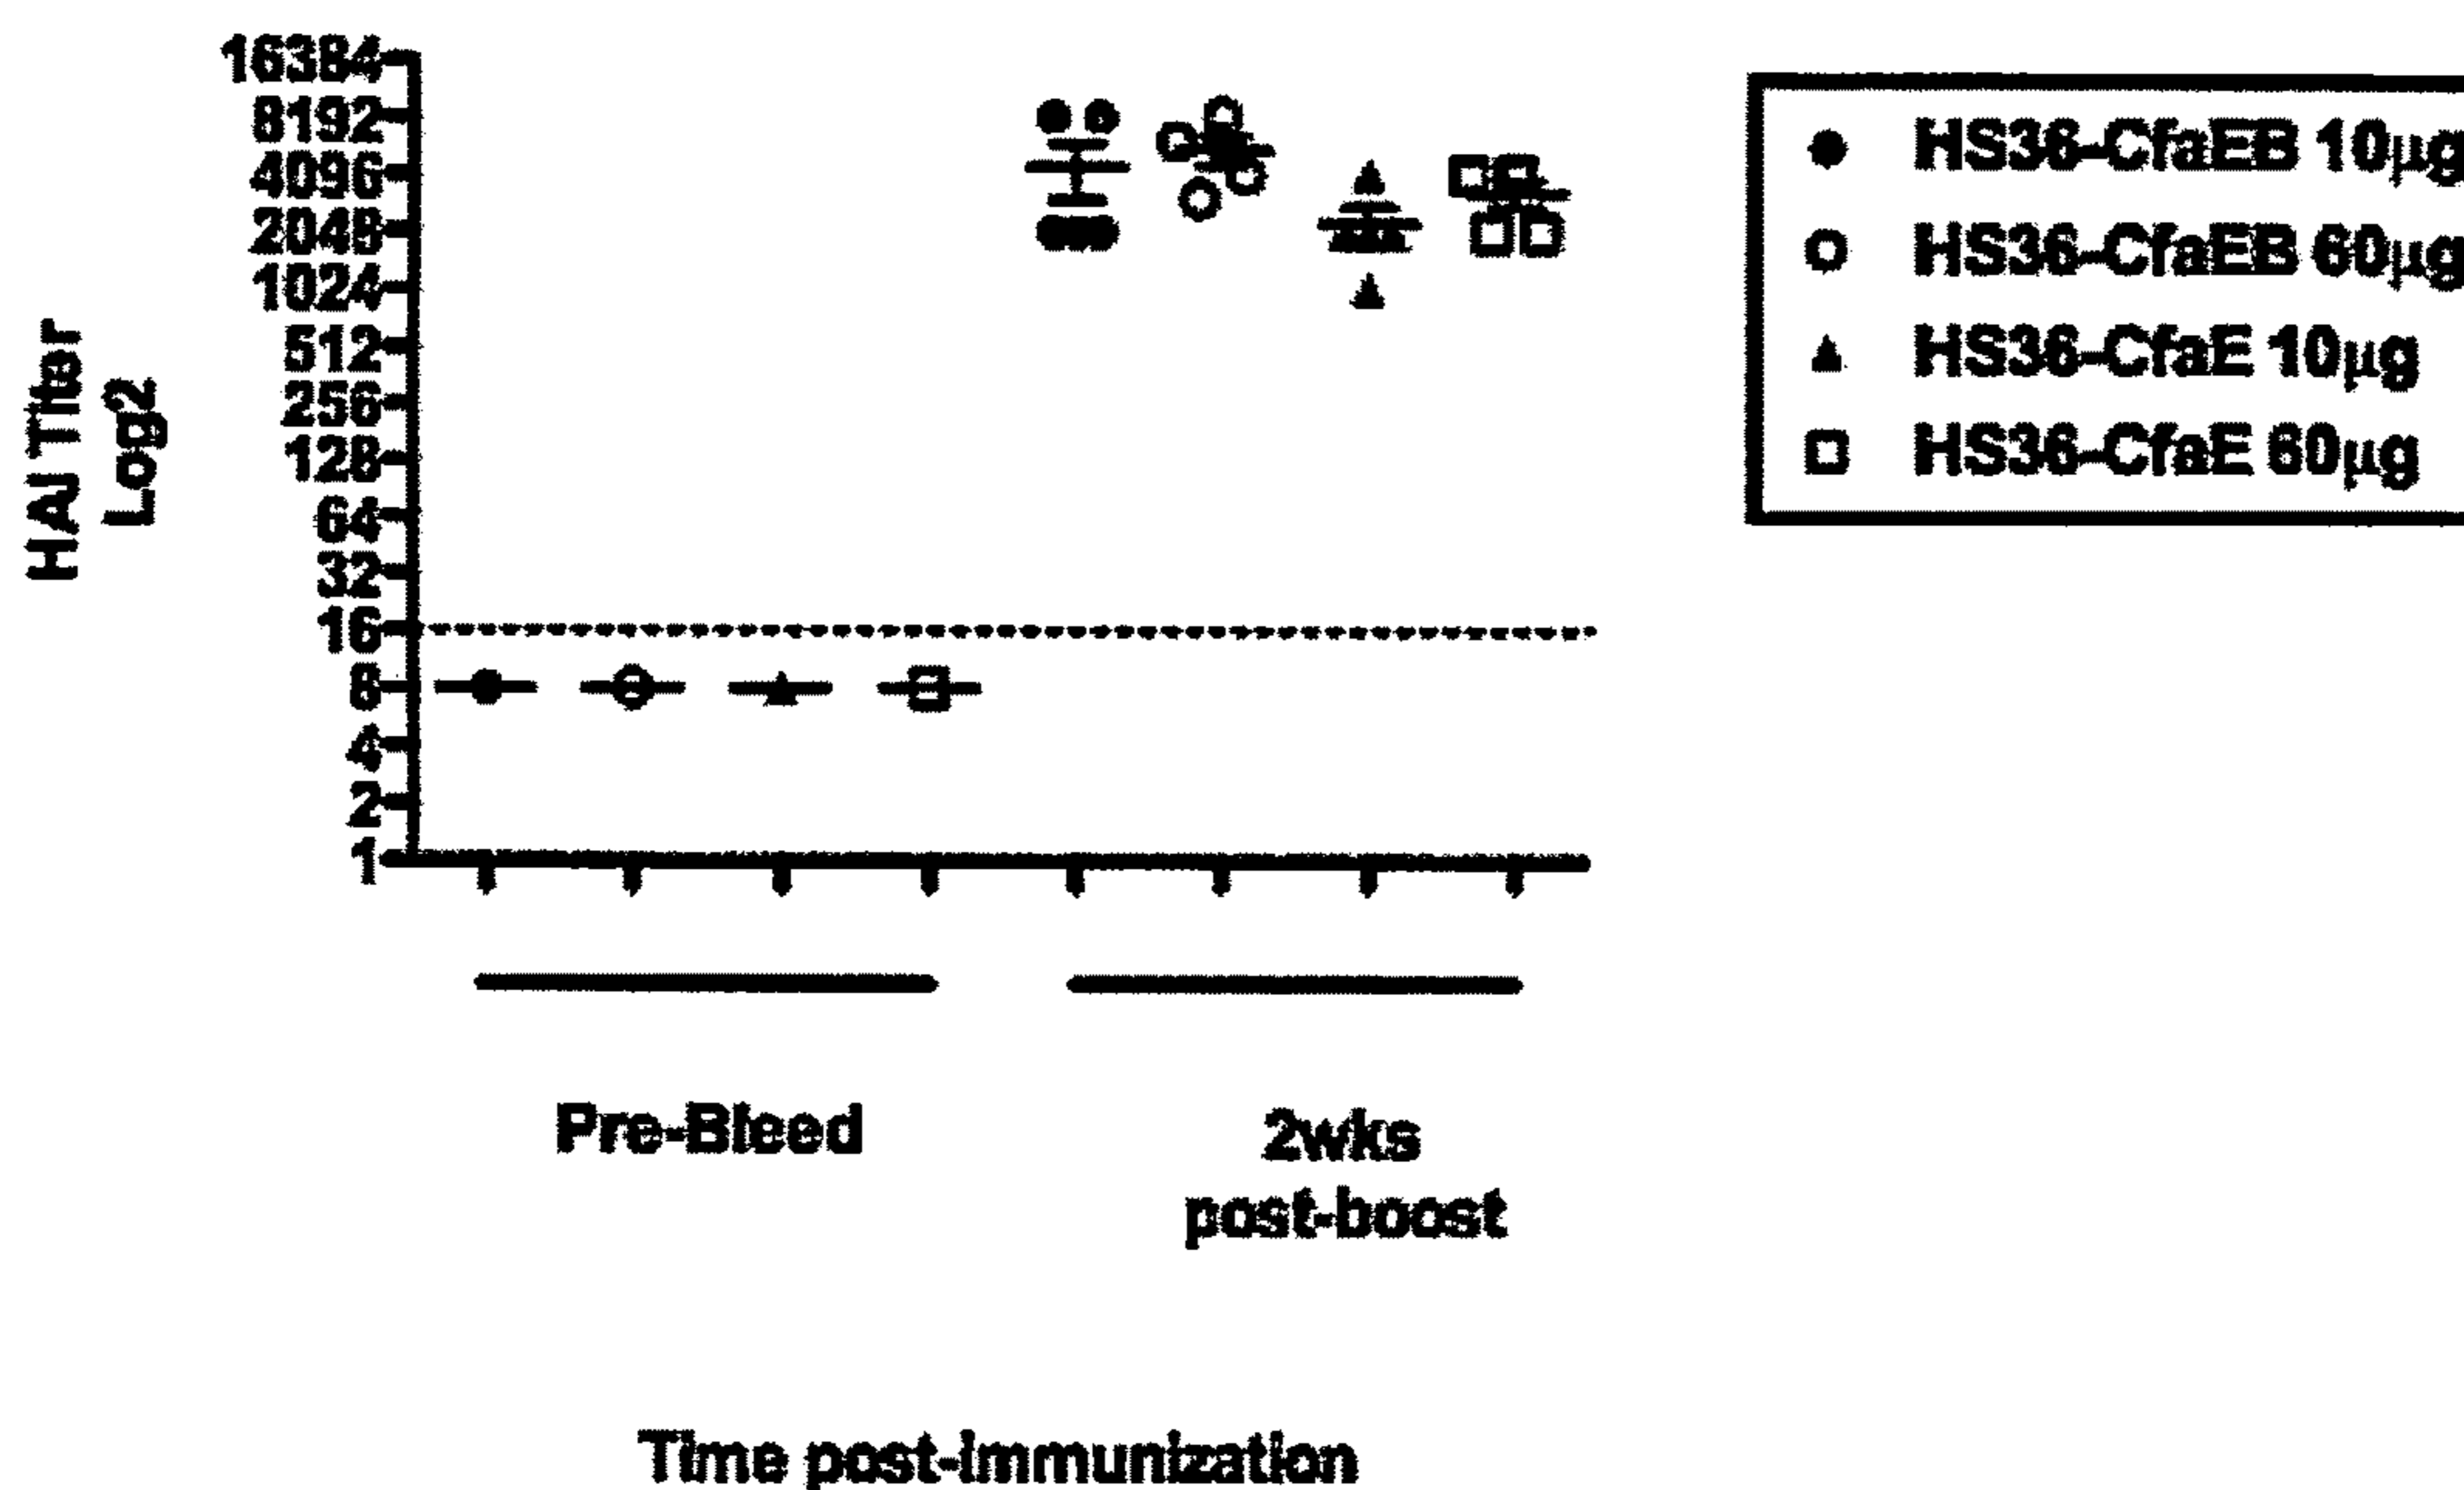 HAI Titer
Log2
16384
8192
4096
2048
1024
512
256
128
64
32
16
8
4
2
1
HS36-CfaEB 10µg
HS36-CfaEB 60µg
HS36-CfaE 10µg
HS36-CfaE 60µg
Pre-Bleed
2wks
post-boost
Time post-immunization